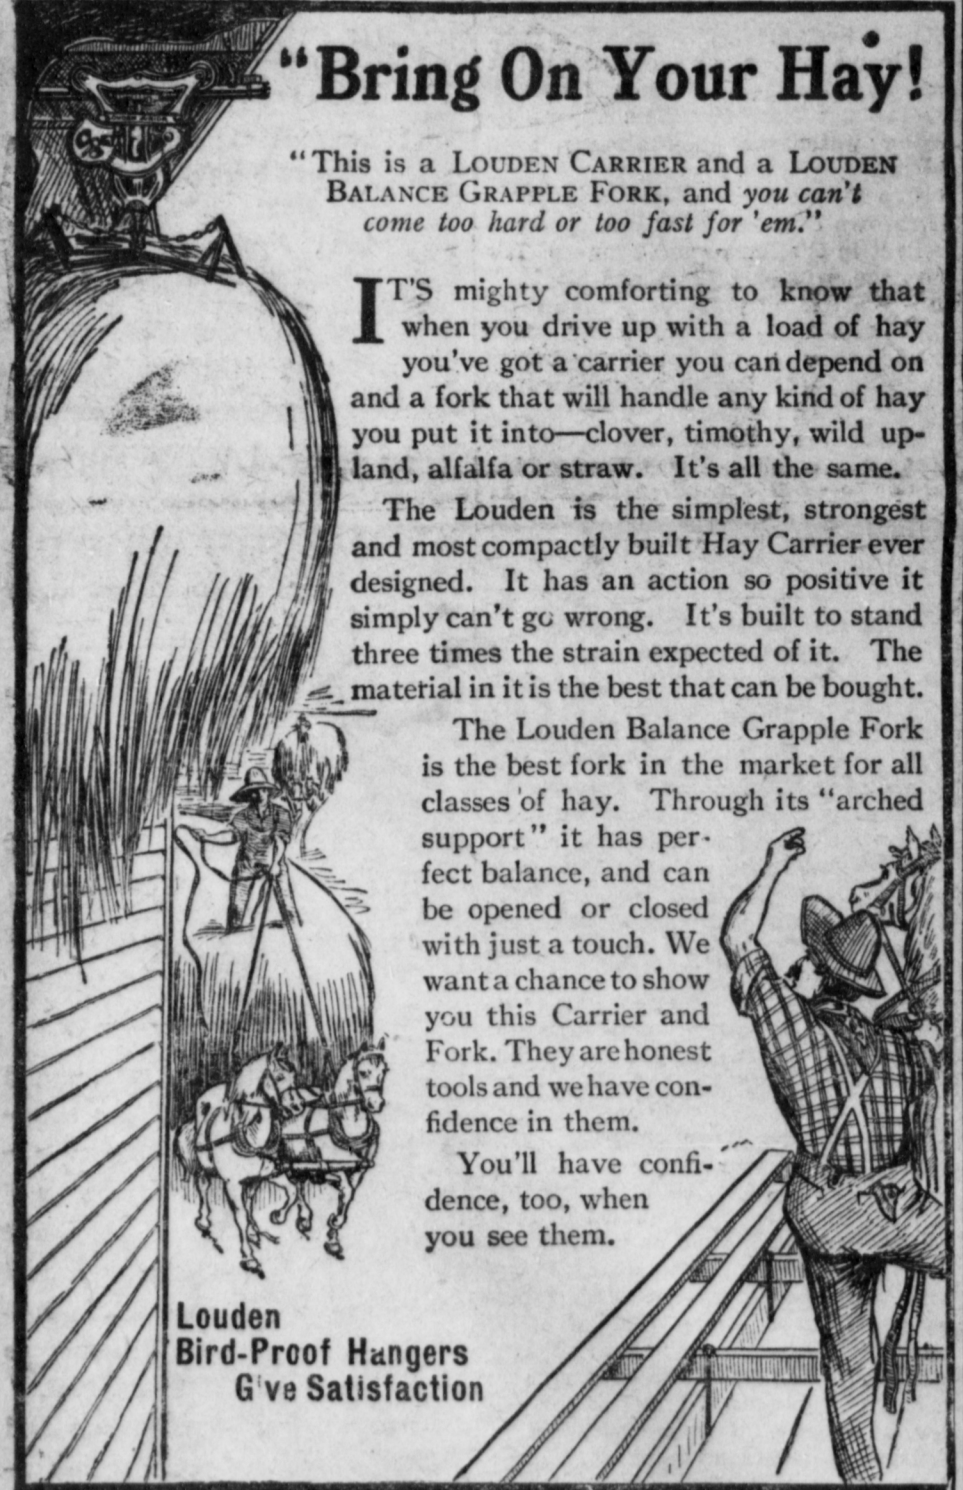 "Bring On Your Hay!
"This is a LOUDEN CARRIER and a LOUDEN
BALANCE GRAPPLE FORK, and you can't
come too hard or too fast for 'em."
IT'S mighty comforting to know that
when you drive up with a load of hay
you've got a carrier you can depend on
and a fork that will handle any kind of hay
you put it into—clover, timothy, wild up-
land, alfalfa or straw. It's all the same.
The Louden is the simplest, strongest
and most compactly built Hay Carrier ever
designed. It has an action so positive it
simply can't go wrong. It's built to stand
three times the strain expected of it. The
material in it is the best that can be bought.
The Louden Balance Grapple Fork
is the best fork in the market for all
classes of hay. Through its "arched
support" it has per-
fect balance, and can
be opened or closed
with just a touch. We
want a chance to show
you this Carrier and
Fork. They are honest
tools and we have con-
fidence in them.
You'll have confi-
dence, too, when
you see them.
Louden
Bird-Proof Hangers
Give Satisfaction